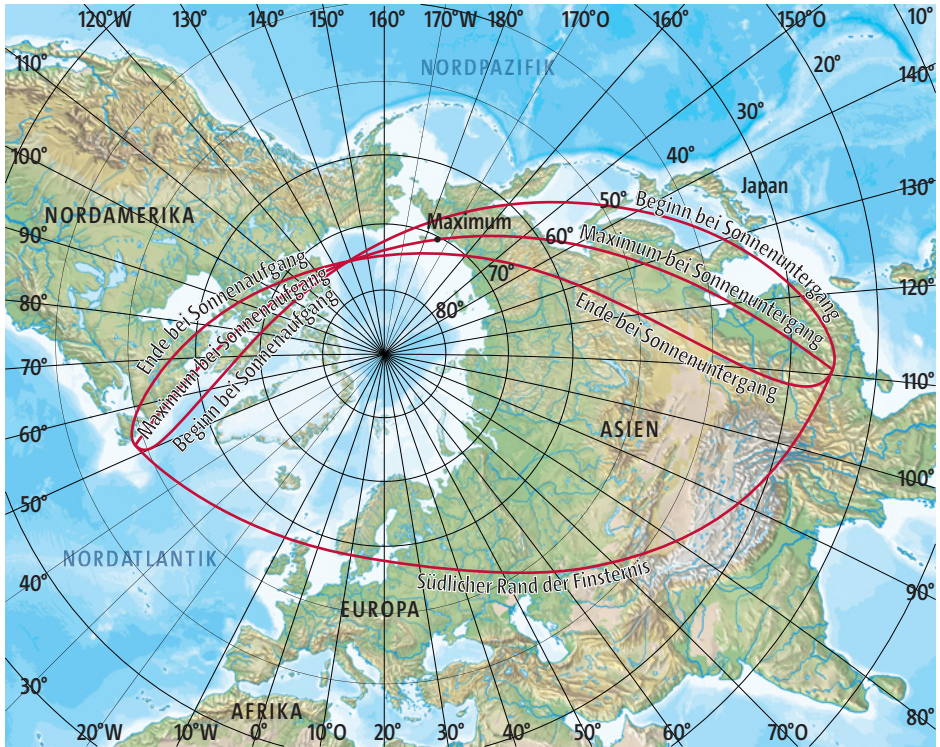 120°W
130°
140°
150°
160°
170°W
180°
170°O
160°
150°O
10°
110°
20°
140°
NORDPAZIFIK
30°
100°
40°
130°
Japan
NORDAMERIKA
50°
Beginn bei Sonnenuntergang
Maximum
60°
Maximum bei Sonnenuntergang
90°
70°
Ende bei Sonnenaufgang
Maximum bei Sonnenaufgang
Beginn bei Sonnenaufgang
80°
120°
80°
Ende bei Sonnenuntergang
70°
110°
60°
ASIEN
50°
100°
NORDATLANTIK
Südlicher Rand der Finsternis
40°
EUROPA
90°
30°
AFRIKA
20°W
10°W
0°
10°
20°
30°
40°
50°
60°
70°O
80°